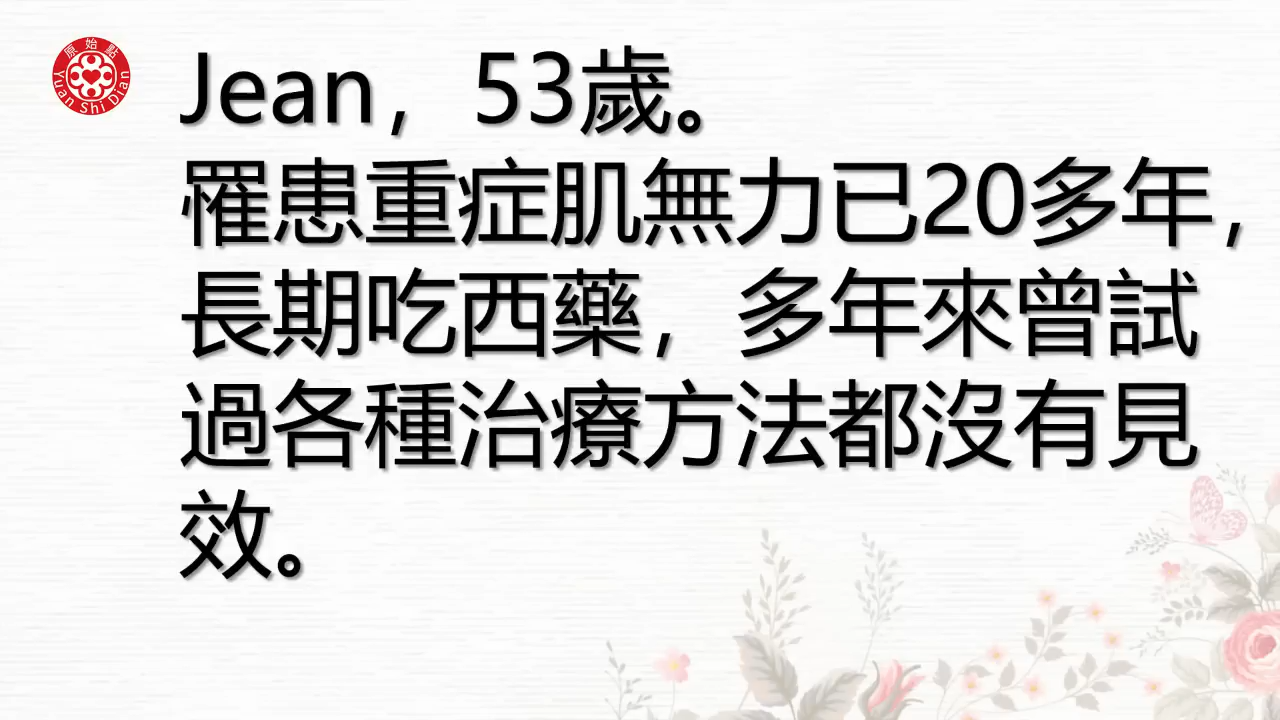 原始點
Yuan Shi Dian
Jean，53歲。
罹患重症肌無力已20多年，
長期吃西藥，多年來曾試
過各種治療方法都沒有見
效。